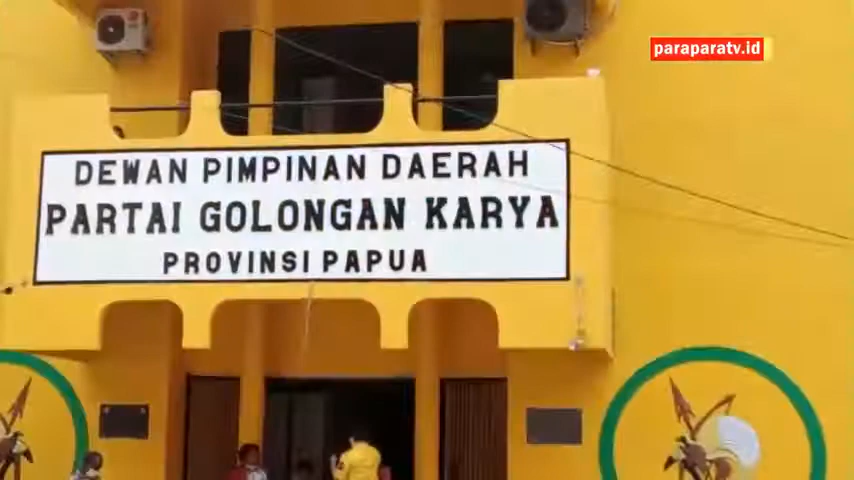 paraparatv.id
DEWAN PIMPINAN DAERAH
PARTAI GOLONGAN KARYA
PROVINSI PAPUA